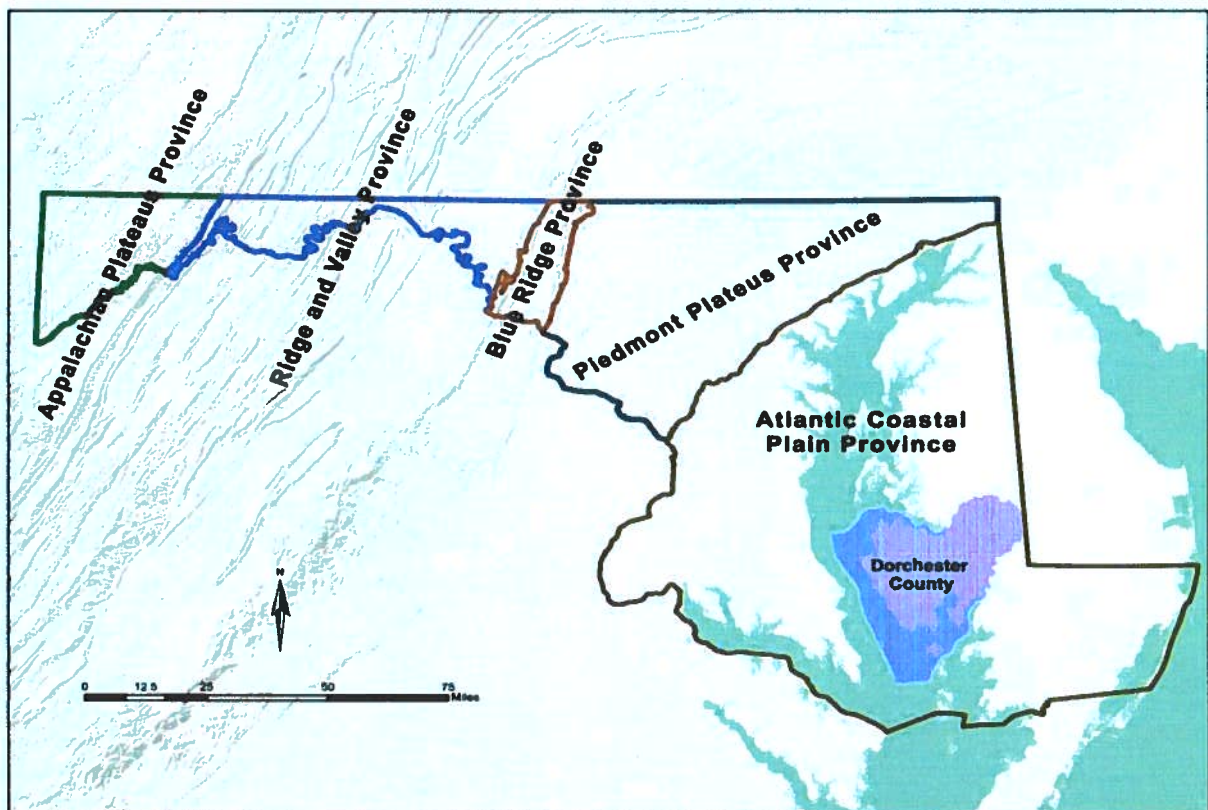 Appalachian Plateaus Province
Ridge and Valley Province
Blue Ridge Province
Piedmont Plateus Province
Atlantic Coastal
Plain Province
Dorchester
County
N
0 12.5 25 50 75
Miles